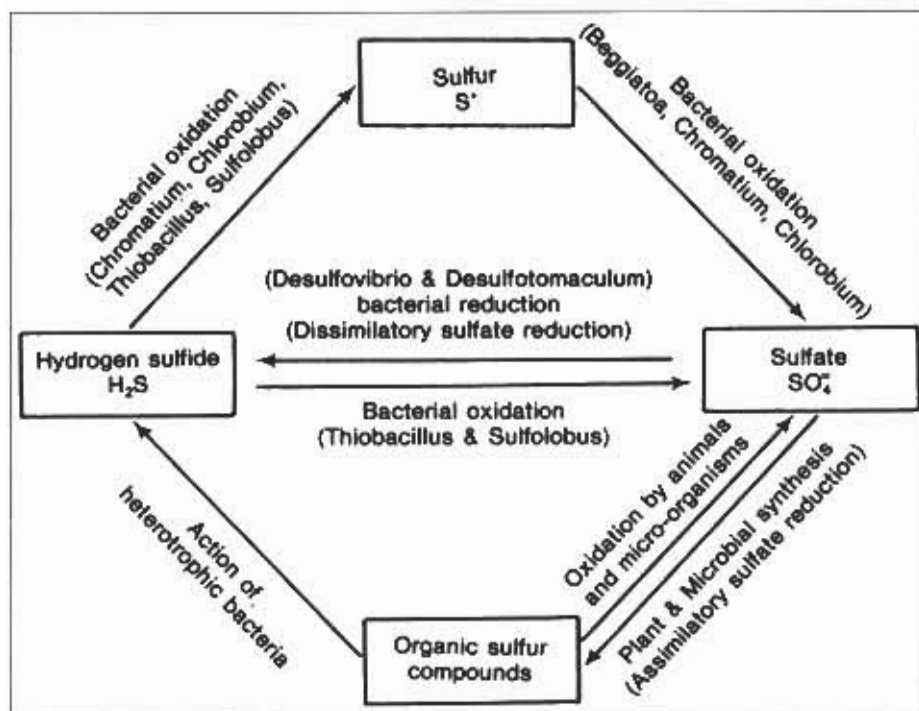 Sulfur
S°
Bacterial oxidation
(Chromatium, Chlorobium,
Thiobacillus, Sulfolobus)
Bacterial oxidation
(Beggiatoa, Chromatium, Chlorobium)
(Desulfovibrio & Desulfotomaculum)
bacterial reduction
(Dissimilatory sulfate reduction)
Hydrogen sulfide
H₂S
Sulfate
SO₄⁼
Bacterial oxidation
(Thiobacillus & Sulfolobus)
Action of
heterotrophic bacteria
Oxidation by animals
and micro-organisms
Plant & Microbial synthesis
(Assimilatory sulfate reduction)
Organic sulfur
compounds